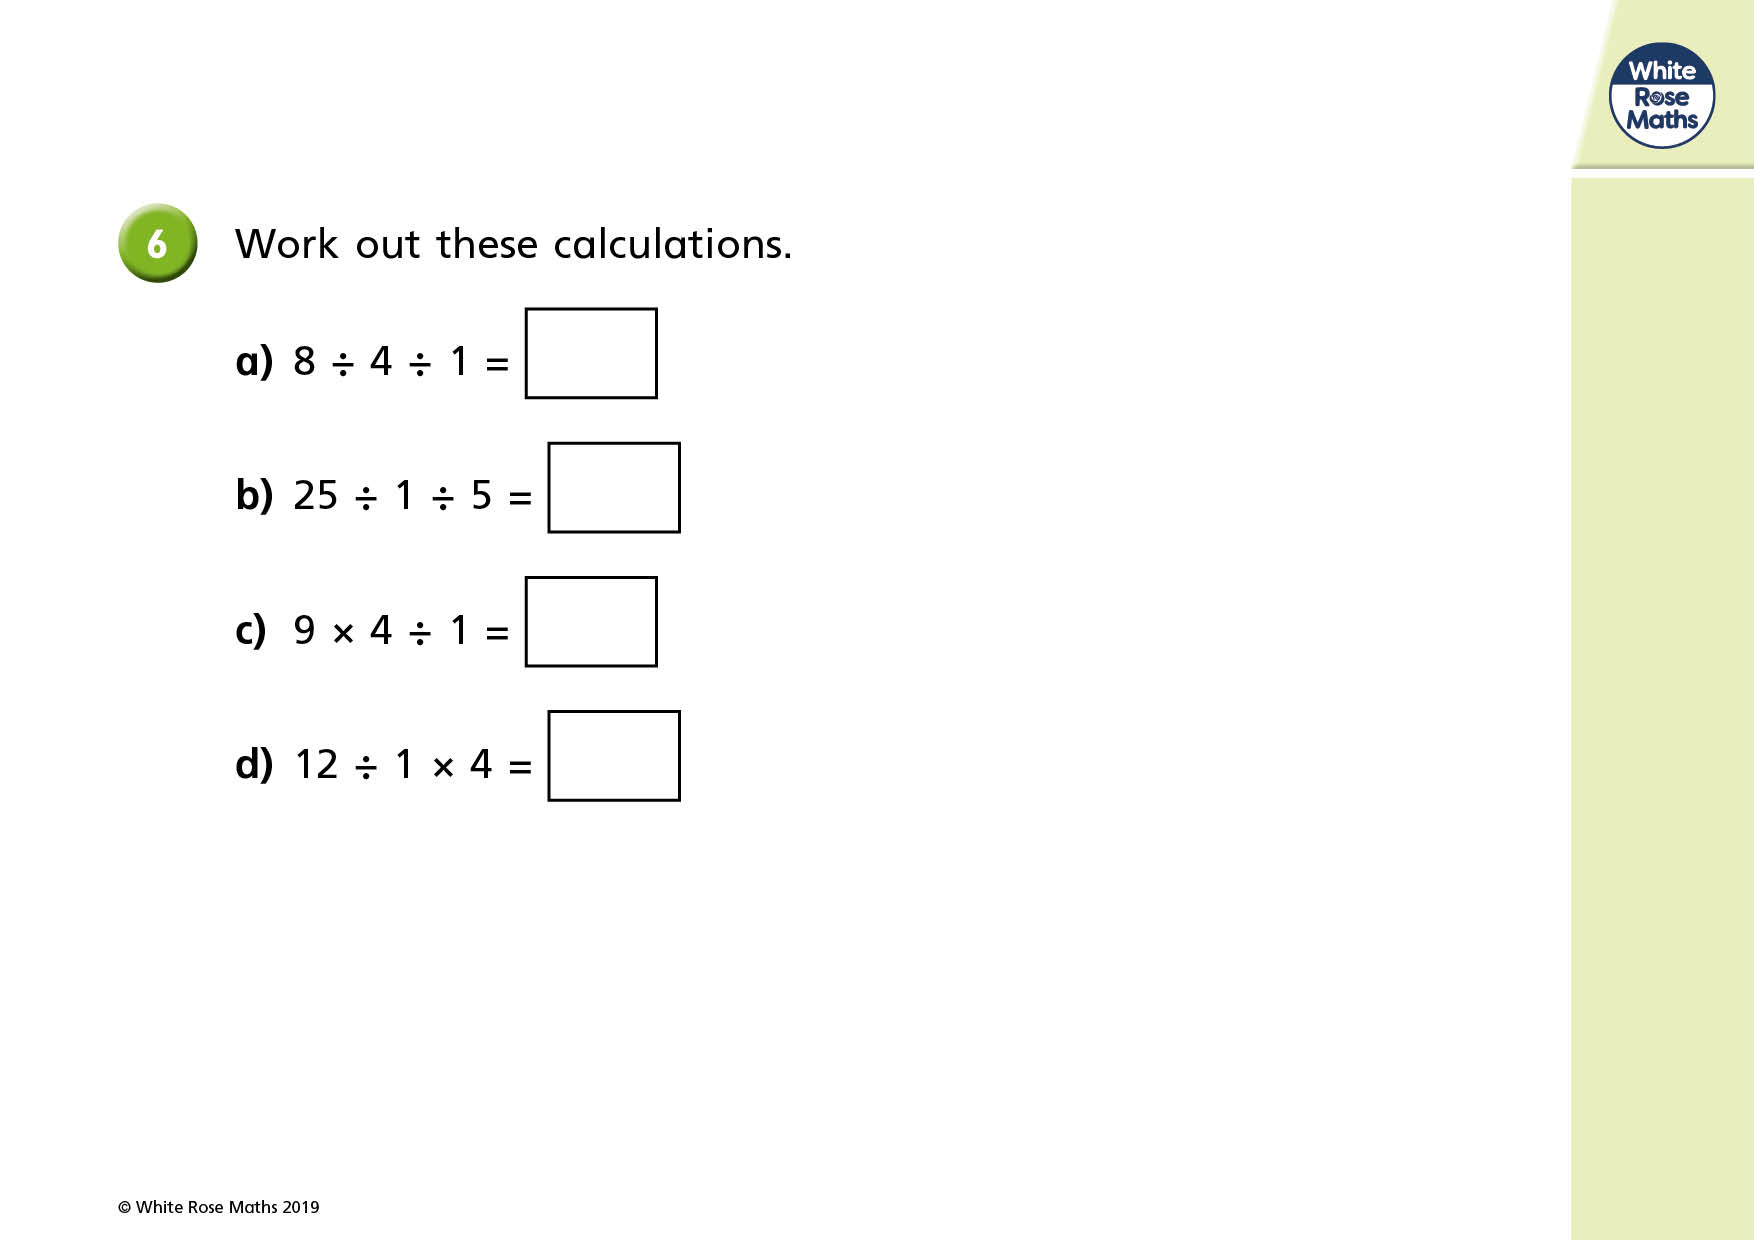 White
Rose
Maths
6 Work out these calculations.
a) 8 ÷ 4 ÷ 1 =
b) 25 ÷ 1 ÷ 5 =
c) 9 × 4 ÷ 1 =
d) 12 ÷ 1 × 4 =
© White Rose Maths 2019